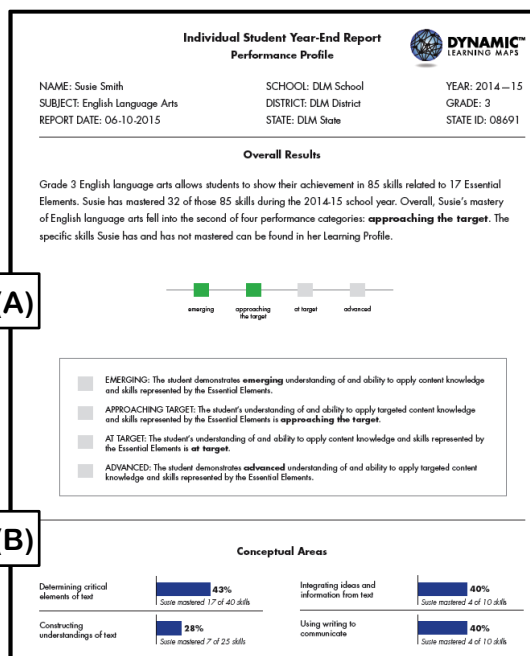 Individual Student Year-End Report
Performance Profile
DYNAMIC™
LEARNING MAPS
NAME: Susie Smith SCHOOL: DLM School YEAR: 2014—15
SUBJECT: English Language Arts DISTRICT: DLM District GRADE: 3
REPORT DATE: 06-10-2015 STATE: DLM State STATE ID: 08691
Overall Results
Grade 3 English language arts allows students to show their achievement in 85 skills related to 17 Essential
Elements. Susie has mastered 32 of those 85 skills during the 2014-15 school year. Overall, Susie's mastery
of English language arts fell into the second of four performance categories: approaching the target. The
specific skills Susie has and has not mastered can be found in her Learning Profile.
(A)
emerging approaching the target at target advanced
EMERGING: The student demonstrates emerging understanding of and ability to apply content knowledge
and skills represented by the Essential Elements.
APPROACHING TARGET: The student's understanding of and ability to apply targeted content knowledge
and skills represented by the Essential Elements is approaching the target.
AT TARGET: The student's understanding of and ability to apply content knowledge and skills represented by
the Essential Elements is at target.
ADVANCED: The student demonstrates advanced understanding of and ability to apply targeted content
knowledge and skills represented by the Essential Elements.
(B)
Conceptual Areas
Determining critical
elements of text
43%
Susie mastered 17 of 40 skills
Integrating ideas and
information from text
40%
Susie mastered 4 of 10 skills
Constructing
understandings of text
28%
Susie mastered 7 of 25 skills
Using writing to
communicate
40%
Susie mastered 4 of 10 skills